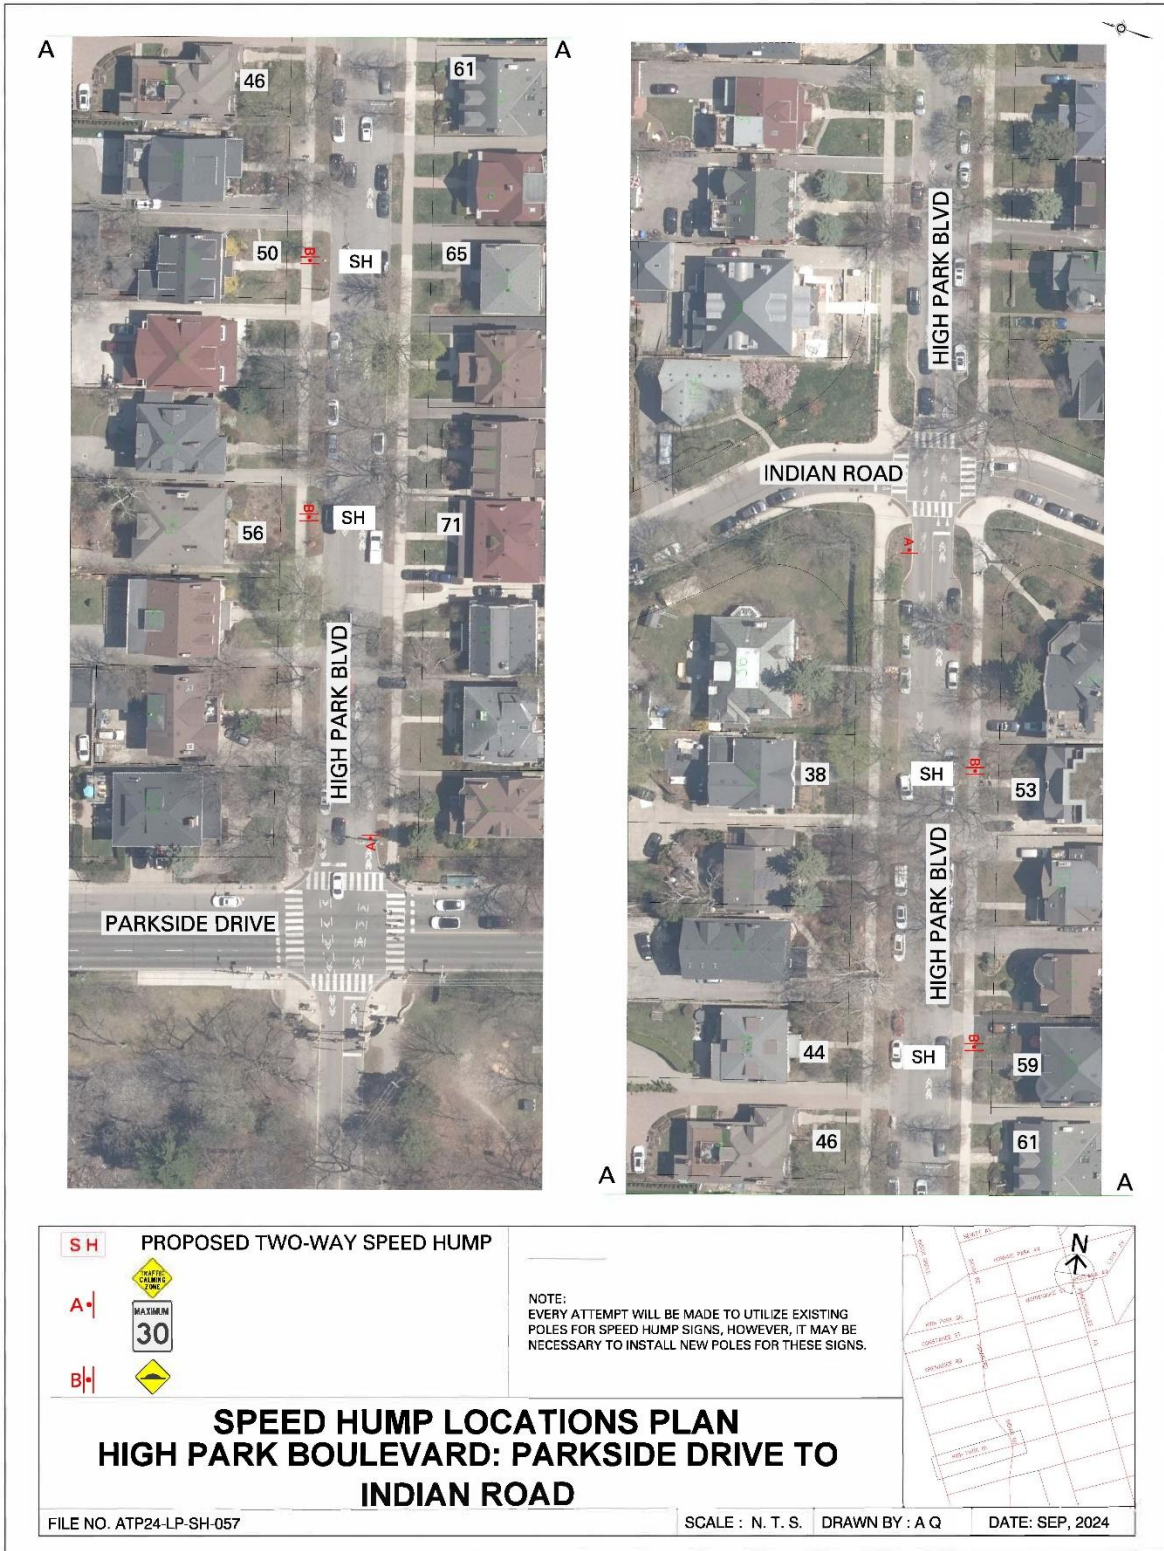 A
A
46
61
50
B
SH
65
56
B
SH
71
HIGH PARK BLVD
A
PARKSIDE DRIVE
HIGH PARK BLVD
INDIAN ROAD
A
38
SH
B
53
HIGH PARK BLVD
44
SH
B
59
46
61
A
A
SH PROPOSED TWO-WAY SPEED HUMP
TRAFFIC
CALMING
ZONE
A
MAXIMUM
30
B
NOTE:
EVERY ATTEMPT WILL BE MADE TO UTILIZE EXISTING
POLES FOR SPEED HUMP SIGNS, HOWEVER, IT MAY BE
NECESSARY TO INSTALL NEW POLES FOR THESE SIGNS.
N
SPEED HUMP LOCATIONS PLAN
HIGH PARK BOULEVARD: PARKSIDE DRIVE TO
INDIAN ROAD
FILE NO. ATP24-LP-SH-057
SCALE : N. T. S.
DRAWN BY : A Q
DATE: SEP, 2024